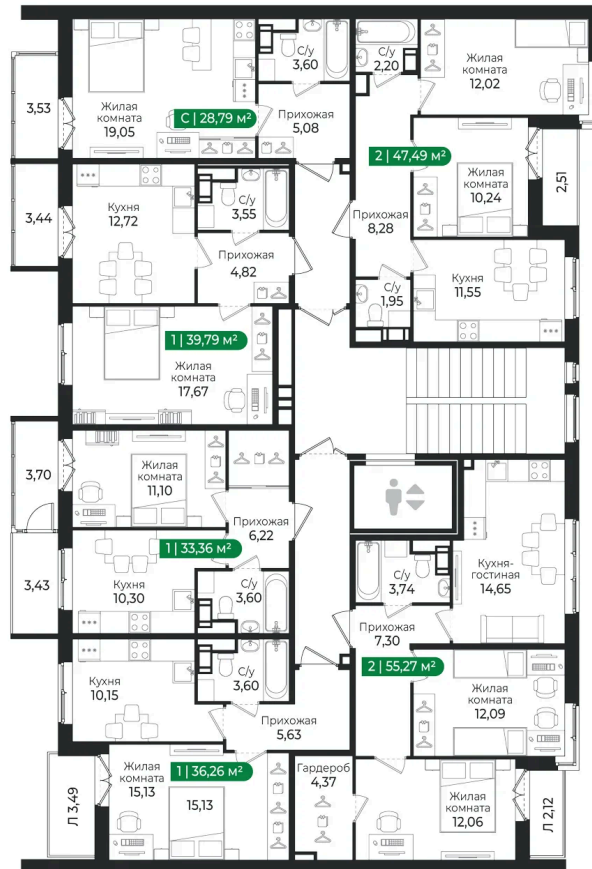 3,53
Жилая
комната
19,05
С | 28,79 м²
С/у
3,60
Прихожая
5,08
С/у
2,20
Жилая
комната
12,02
2 | 47,49 м²
Жилая
комната
10,24
2,51
3,44
Кухня
12,72
С/у
3,55
Прихожая
4,82
Прихожая
8,28
С/у
1,95
Кухня
11,55
1 | 39,79 м²
Жилая
комната
17,67
3,70
Жилая
комната
11,10
Прихожая
6,22
1 | 33,36 м²
3,43
Кухня
10,30
С/у
3,60
С/у
3,74
Кухня-
гостиная
14,65
Прихожая
7,30
2 | 55,27 м²
Кухня
10,15
С/у
3,60
Прихожая
5,63
Жилая
комната
12,09
Л 3,49
Жилая
комната
15,13
1 | 36,26 м²
15,13
Гардероб
4,37
Жилая
комната
12,06
Л 2,12